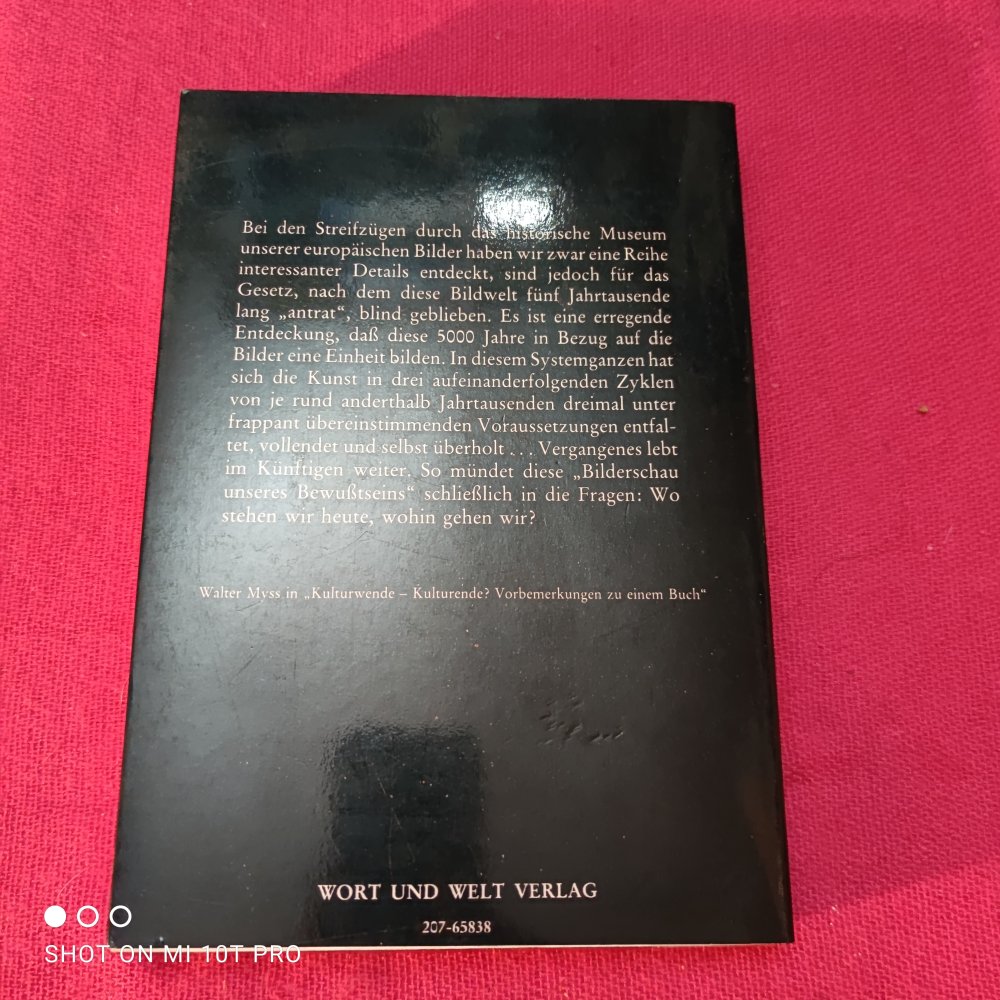 Bei den Streifzügen durch das historische Museum
unserer europäischen Bilder haben wir zwar eine Reihe
interessanter Details entdeckt, sind jedoch für das
Gesetz, nach dem diese Bildwelt fünf Jahrtausende
lang „antrat“, blind geblieben. Es ist eine erregende
Entdeckung, daß diese 5000 Jahre in Bezug auf die
Bilder eine Einheit bilden. In diesem Systemganzen hat
sich die Kunst in drei aufeinanderfolgenden Zyklen
von je rund anderthalb Jahrtausenden dreimal unter
frappant übereinstimmenden Voraussetzungen entfal-
tet, vollendet und selbst überholt ... Vergangenes lebt
im Künftigen weiter. So mündet diese „Bilderschau
unseres Bewußtseins“ schließlich in die Fragen: Wo
stehen wir heute, wohin gehen wir?
Walter Myss in „Kulturwende – Kulturende? Vorbemerkungen zu einem Buch“
WORT UND WELT VERLAG
207-65838
SHOT ON MI 10T PRO